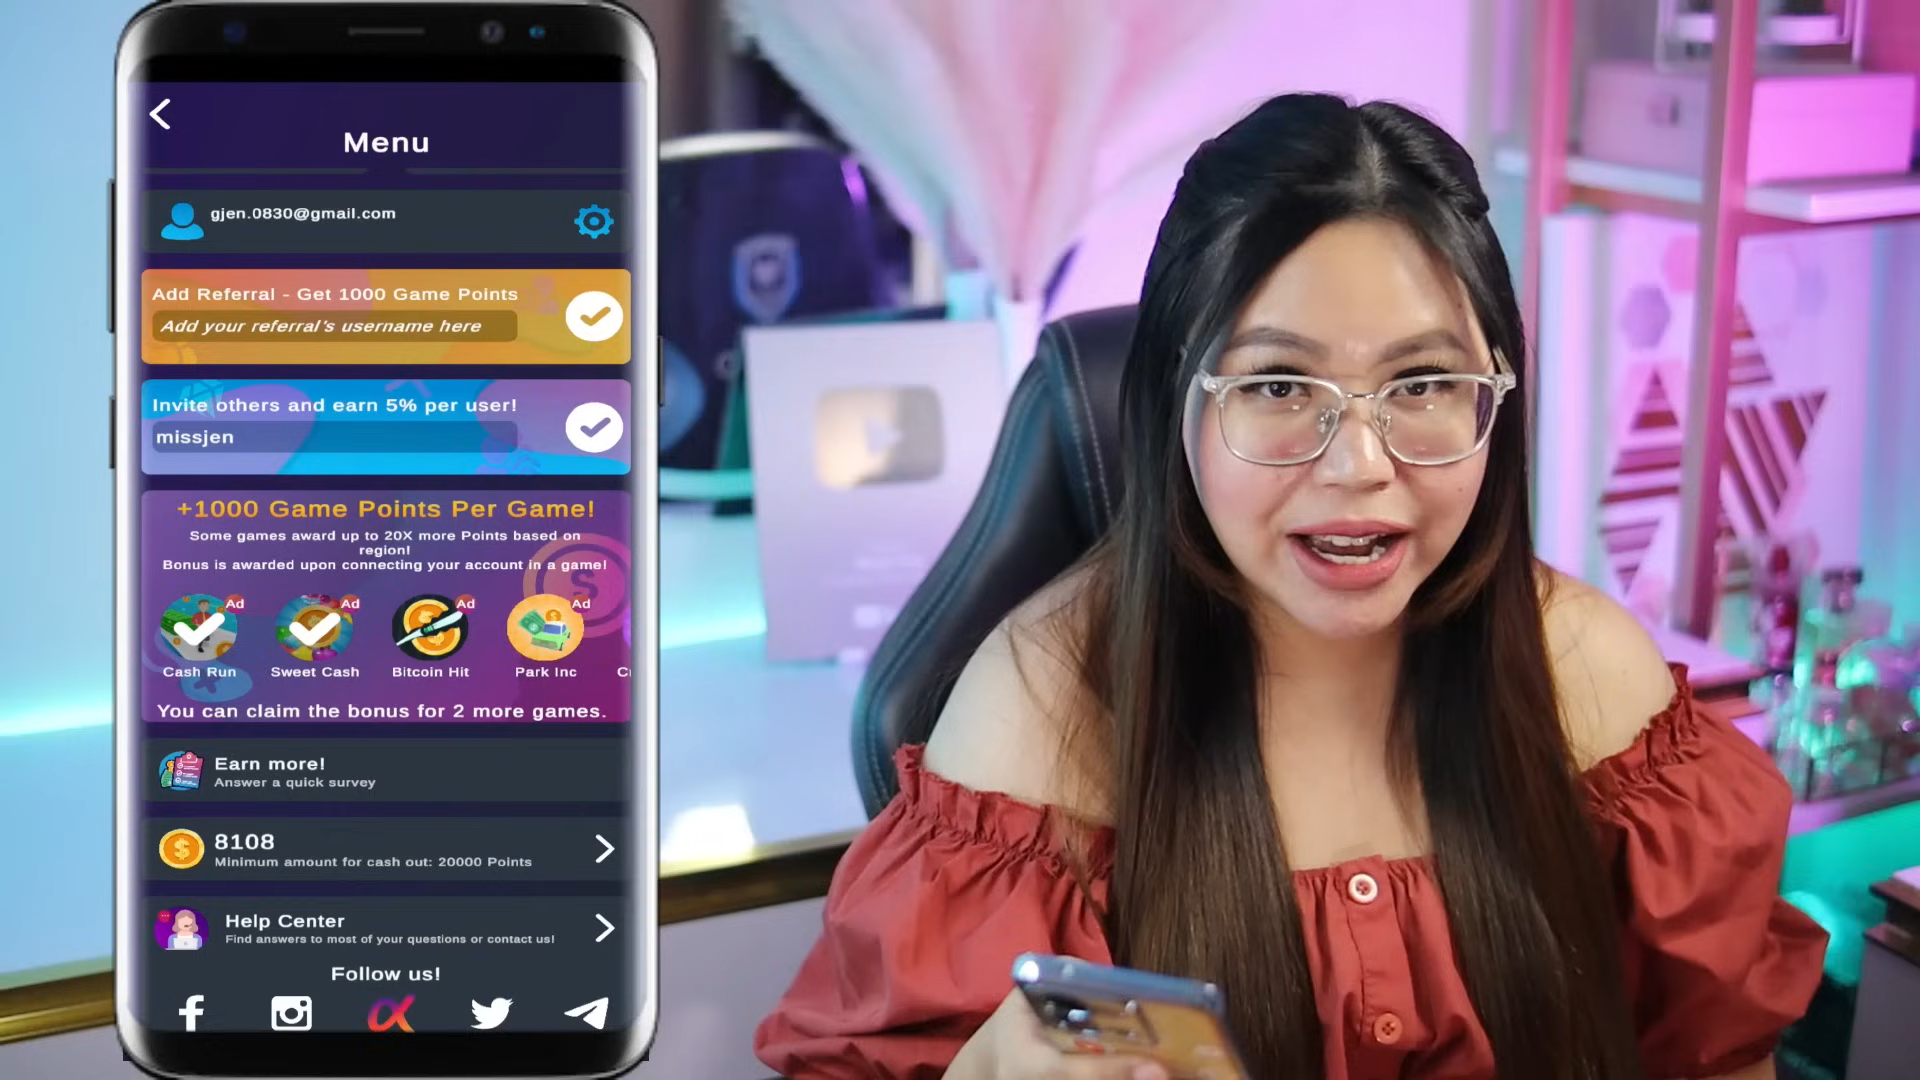 Menu
gjen.0830@gmail.com
Add Referral - Get 1000 Game Points
Add your referral's username here
Invite others and earn 5% per user!
missjen
+1000 Game Points Per Game!
Some games award up to 20X more Points based on
region!
Bonus is awarded upon connecting your account in a game!
Ad
Ad
Ad
Ad
Cash Run
Sweet Cash
Bitcoin Hit
Park Inc
You can claim the bonus for 2 more games.
Earn more!
Answer a quick survey
8108
Minimum amount for cash out: 20000 Points
Help Center
Find answers to most of your questions or contact us!
Follow us!